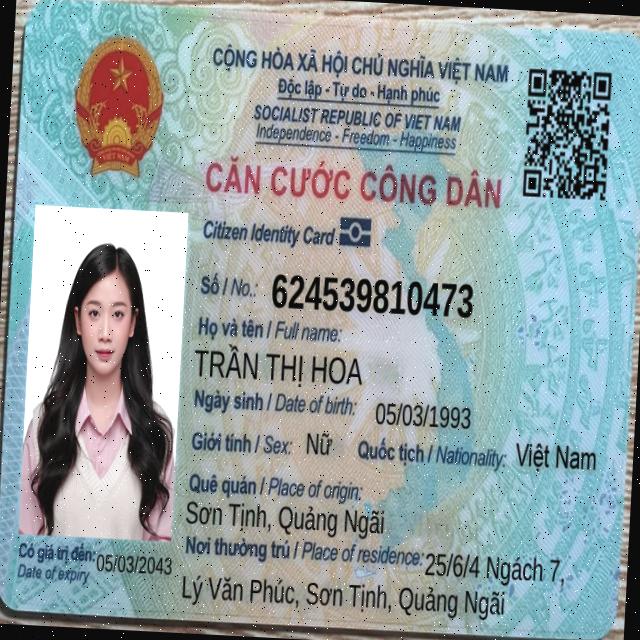 CỘNG HÒA XÃ HỘI CHỦ NGHĨA VIỆT NAM
Độc lập - Tự do - Hạnh phúc
SOCIALIST REPUBLIC OF VIET NAM
Independence - Freedom - Happiness
CĂN CƯỚC CÔNG DÂN
Citizen Identity Card
Số / No.: 624539810473
Họ và tên / Full name:
TRẦN THỊ HOA
Ngày sinh / Date of birth: 05/03/1993
Giới tính / Sex: Nữ Quốc tịch / Nationality: Việt Nam
Quê quán / Place of origin:
Sơn Tịnh, Quảng Ngãi
Nơi thường trú / Place of residence: 25/6/4 Ngách 7,
Lý Văn Phúc, Sơn Tịnh, Quảng Ngãi
Có giá trị đến: 05/03/2043
Date of expiry
VIỆT NAM